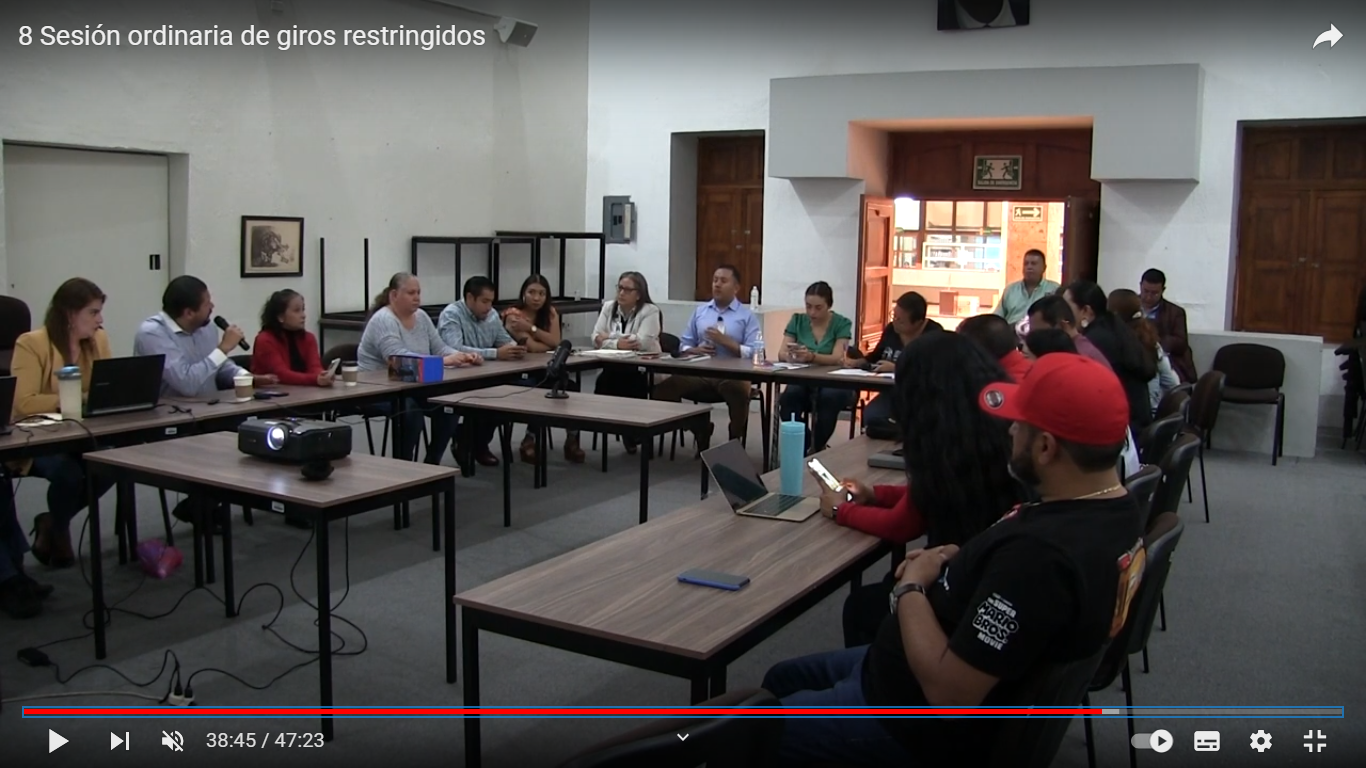 8 Sesión ordinaria de giros restringidos
SUPER
MARIO
BROS.
MOVIE
38:45 / 47:23